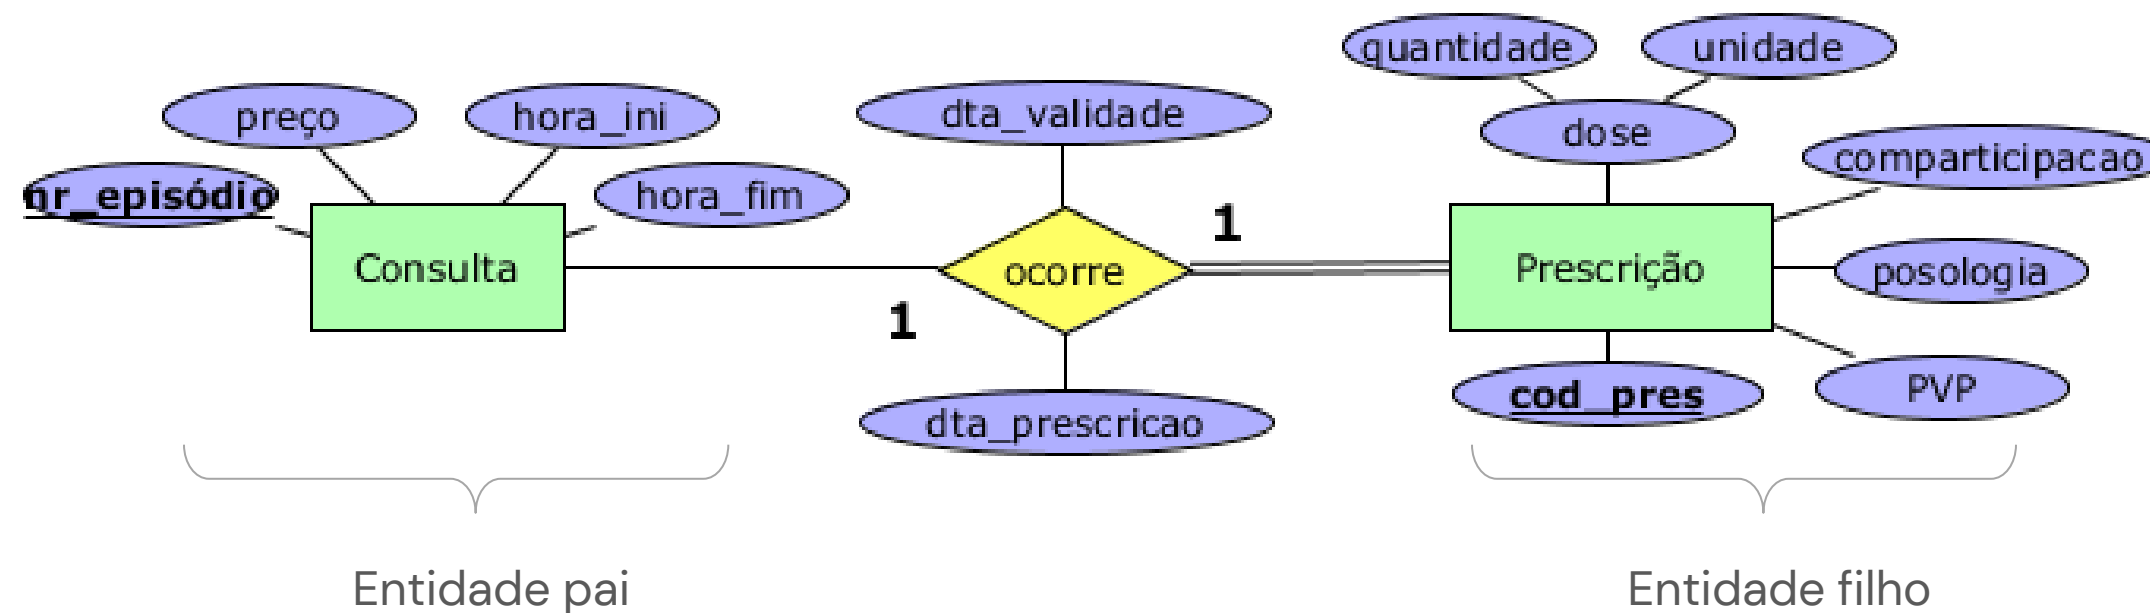 quantidade
unidade
preço
hora_ini
dta_validade
dose
comparticipacao
nr_episódio
hora_fim
1
Consulta
ocorre
Prescrição
posologia
1
cod_pres
PVP
dta_prescricao
Entidade pai
Entidade filho